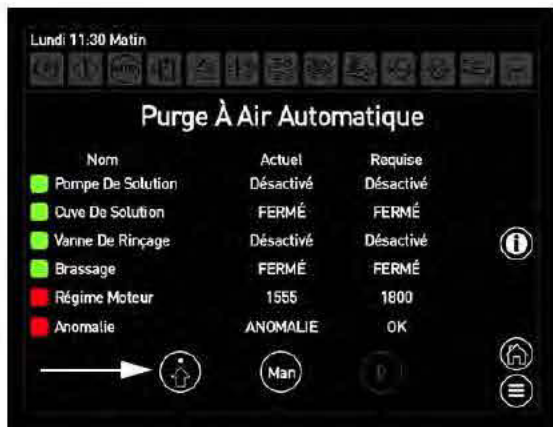 Lundi 11:30 Matin
Purge À Air Automatique
Nom Actuel Requise
Pompe De Solution Désactivé Désactivé
Cuve De Solution FERMÉ FERMÉ
Vanne De Rinçage Désactivé Désactivé
Brassage FERMÉ FERMÉ
Régime Moteur 1555 1800
Anomalie ANOMALIE OK
Man